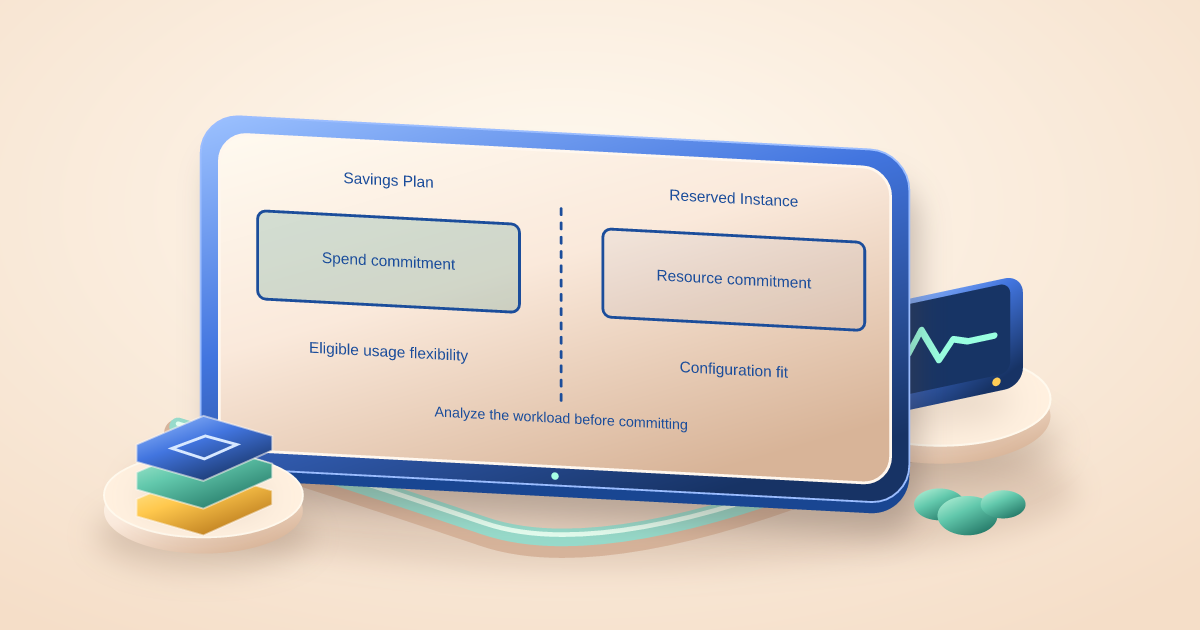 Savings Plan
Spend commitment
Eligible usage flexibility
Reserved Instance
Resource commitment
Configuration fit
Analyze the workload before committing